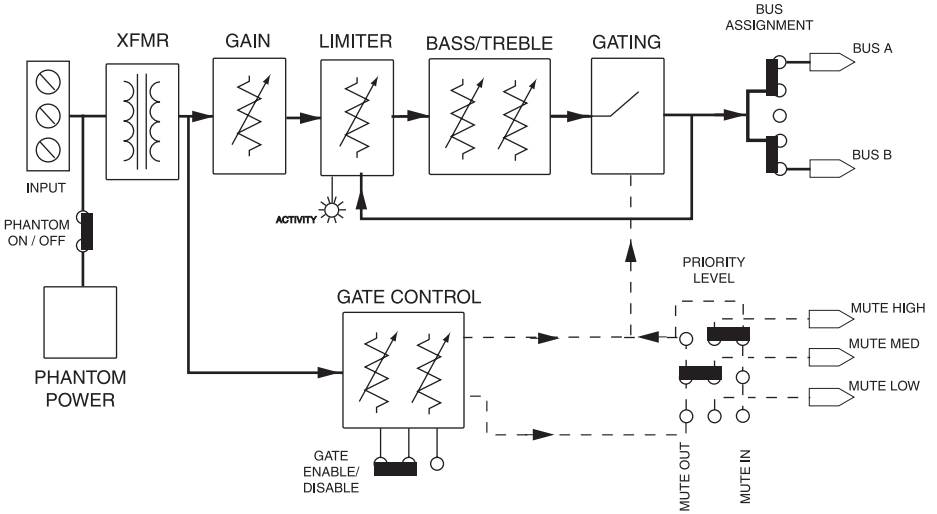 BUS
ASSIGNMENT
XFMR
GAIN
LIMITER
BASS/TREBLE
GATING
BUS A
BUS B
INPUT
ACTIVITY
PHANTOM
ON / OFF
PRIORITY
LEVEL
GATE CONTROL
MUTE HIGH
MUTE MED
MUTE LOW
PHANTOM
POWER
GATE
ENABLE/
DISABLE
MUTE OUT
MUTE IN